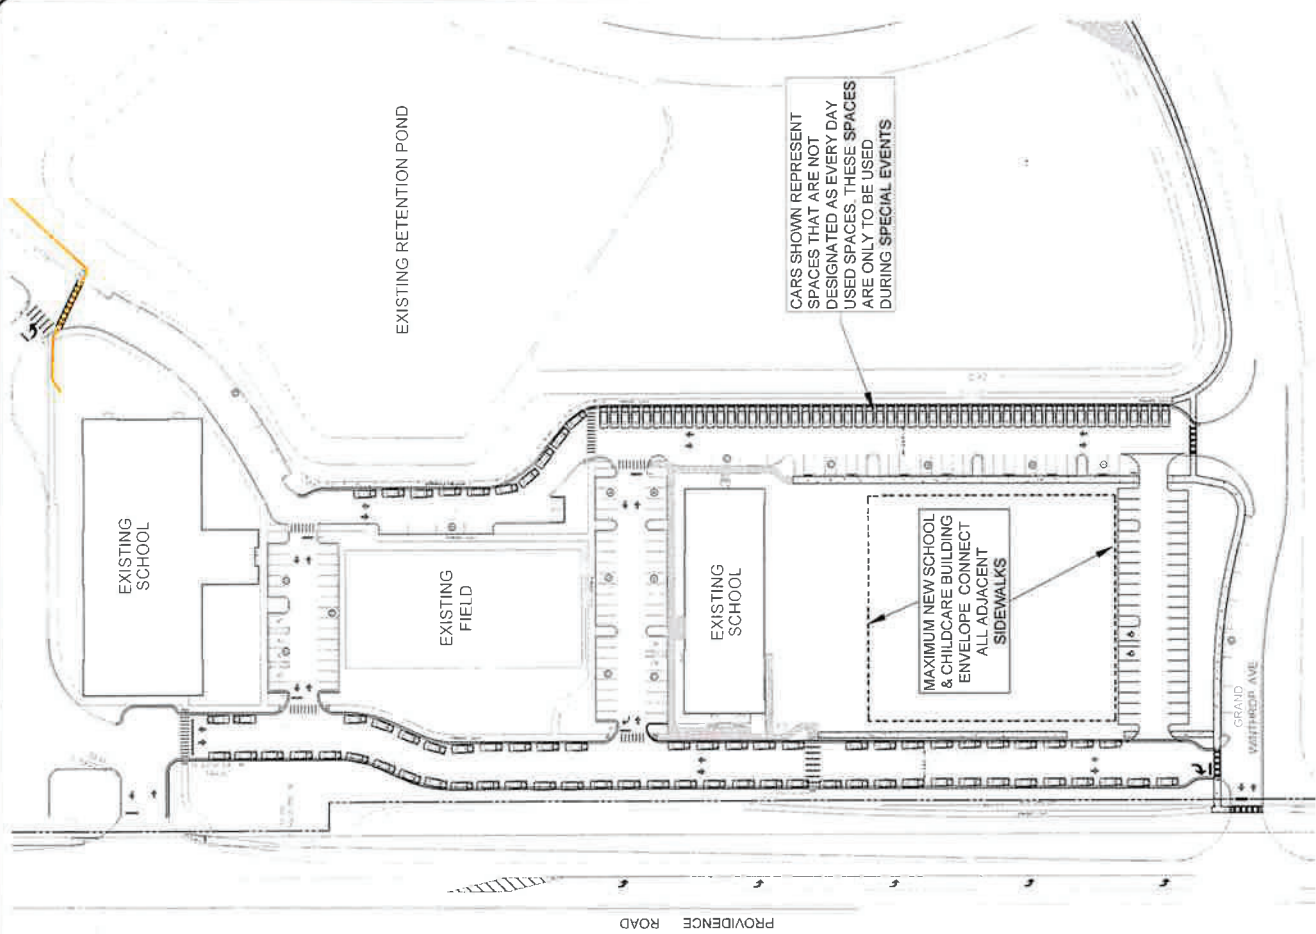 EXISTING RETENTION POND
CARS SHOWN REPRESENT
SPACES THAT ARE NOT
DESIGNATED AS EVERY DAY
USED SPACES. THESE SPACES
ARE ONLY TO BE USED
DURING SPECIAL EVENTS
EXISTING
SCHOOL
EXISTING
FIELD
EXISTING
SCHOOL
MAXIMUM NEW SCHOOL
& CHILDCARE BUILDING
ENVELOPE CONNECT
ALL ADJACENT
SIDEWALKS
GRAND
WINTHROP AVE
PROVIDENCE ROAD